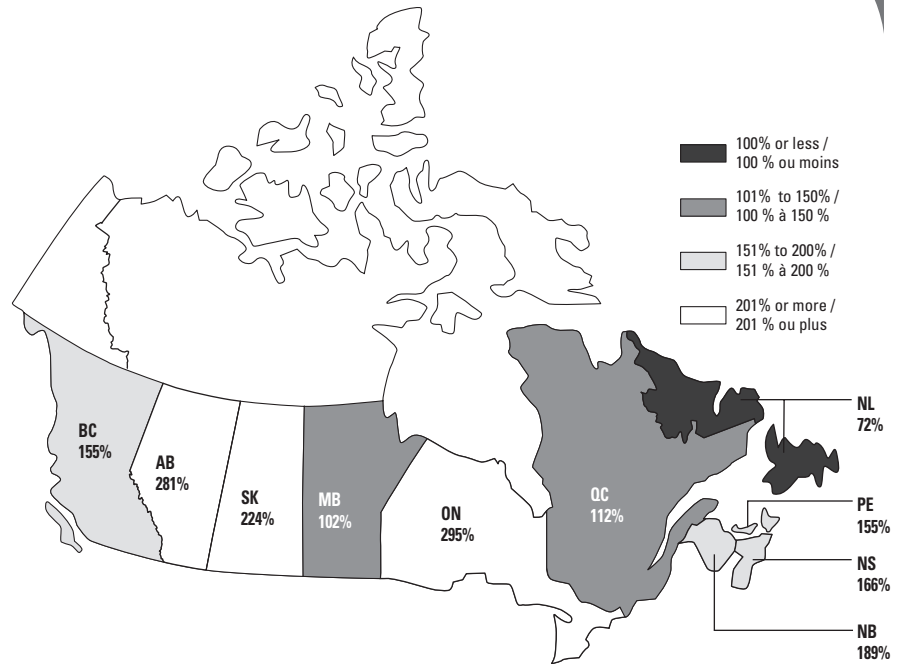 100% or less /
100 % ou moins
101% to 150% /
100 % à 150 %
151% to 200% /
151 % à 200 %
201% or more /
201 % ou plus
BC
155%
AB
281%
SK
224%
MB
102%
ON
295%
QC
112%
NL
72%
PE
155%
NS
166%
NB
189%